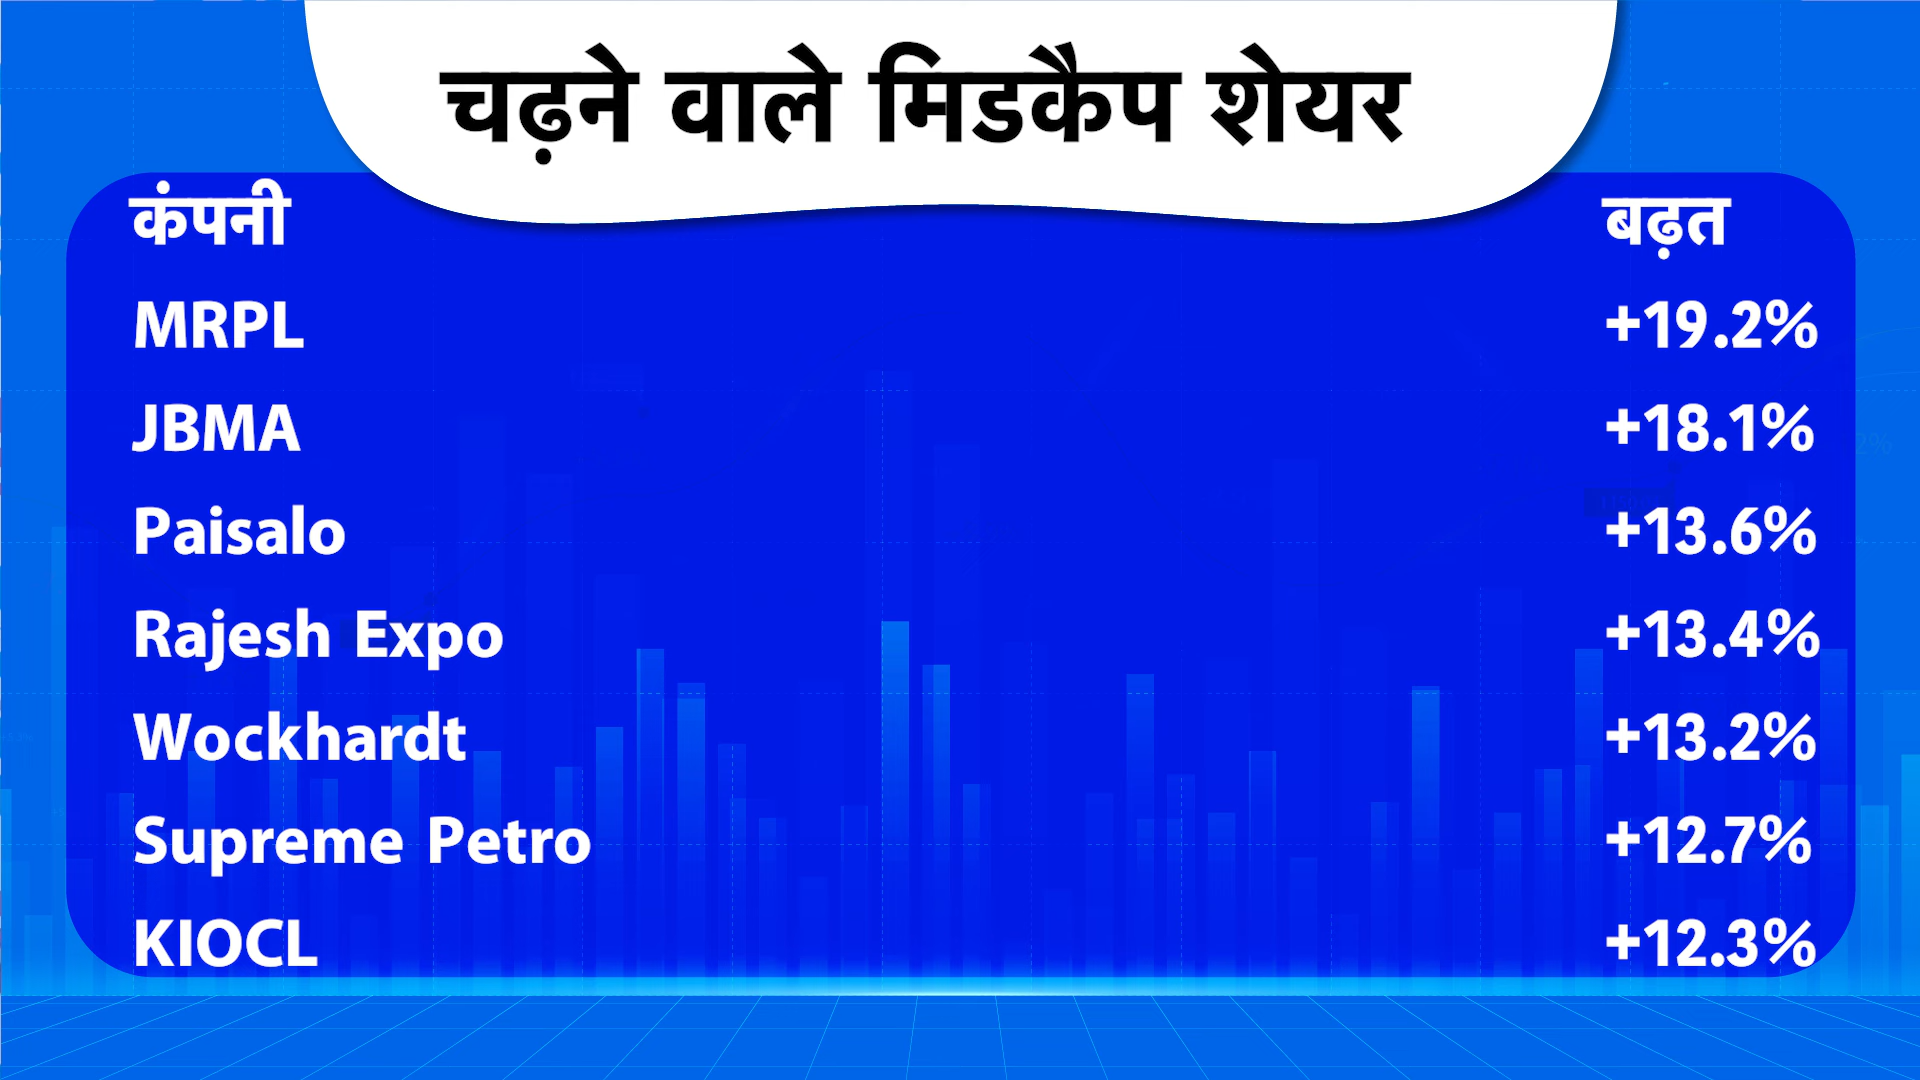 चढ़ने वाले मिडकैप शेयर
कंपनी बढ़त
MRPL +19.2%
JBMA +18.1%
Paisalo +13.6%
Rajesh Expo +13.4%
Wockhardt +13.2%
Supreme Petro +12.7%
KIOCL +12.3%